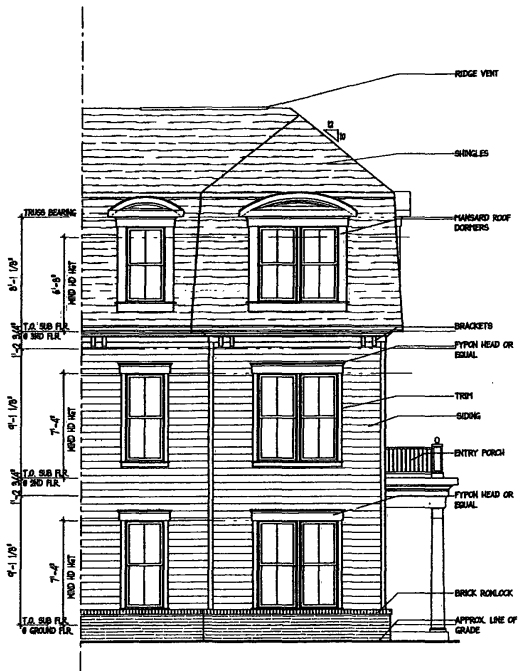 RIDGE VENT
12
10
SHINGLES
TRUSS BEARING
MANSARD ROOF
DORMERS
8'-1 1/8"
6'-8"
WIND HD HGT
T.O. SUB FLR.
@ 3RD FLR.
BRACKETS
1'-2 3/4"
FYPON HEAD OR
EQUAL
9'-1 1/8"
7'-4"
WIND HD HGT
TRIM
SIDING
ENTRY PORCH
T.O. SUB FLR.
@ 2ND FLR.
1'-2 3/4"
FYPON HEAD OR
EQUAL
9'-1 1/8"
7'-4"
WIND HD HGT
BRICK ROWLOCK
T.O. SUB FLR.
@ GROUND FLR.
APPROX. LINE OF
GRADE